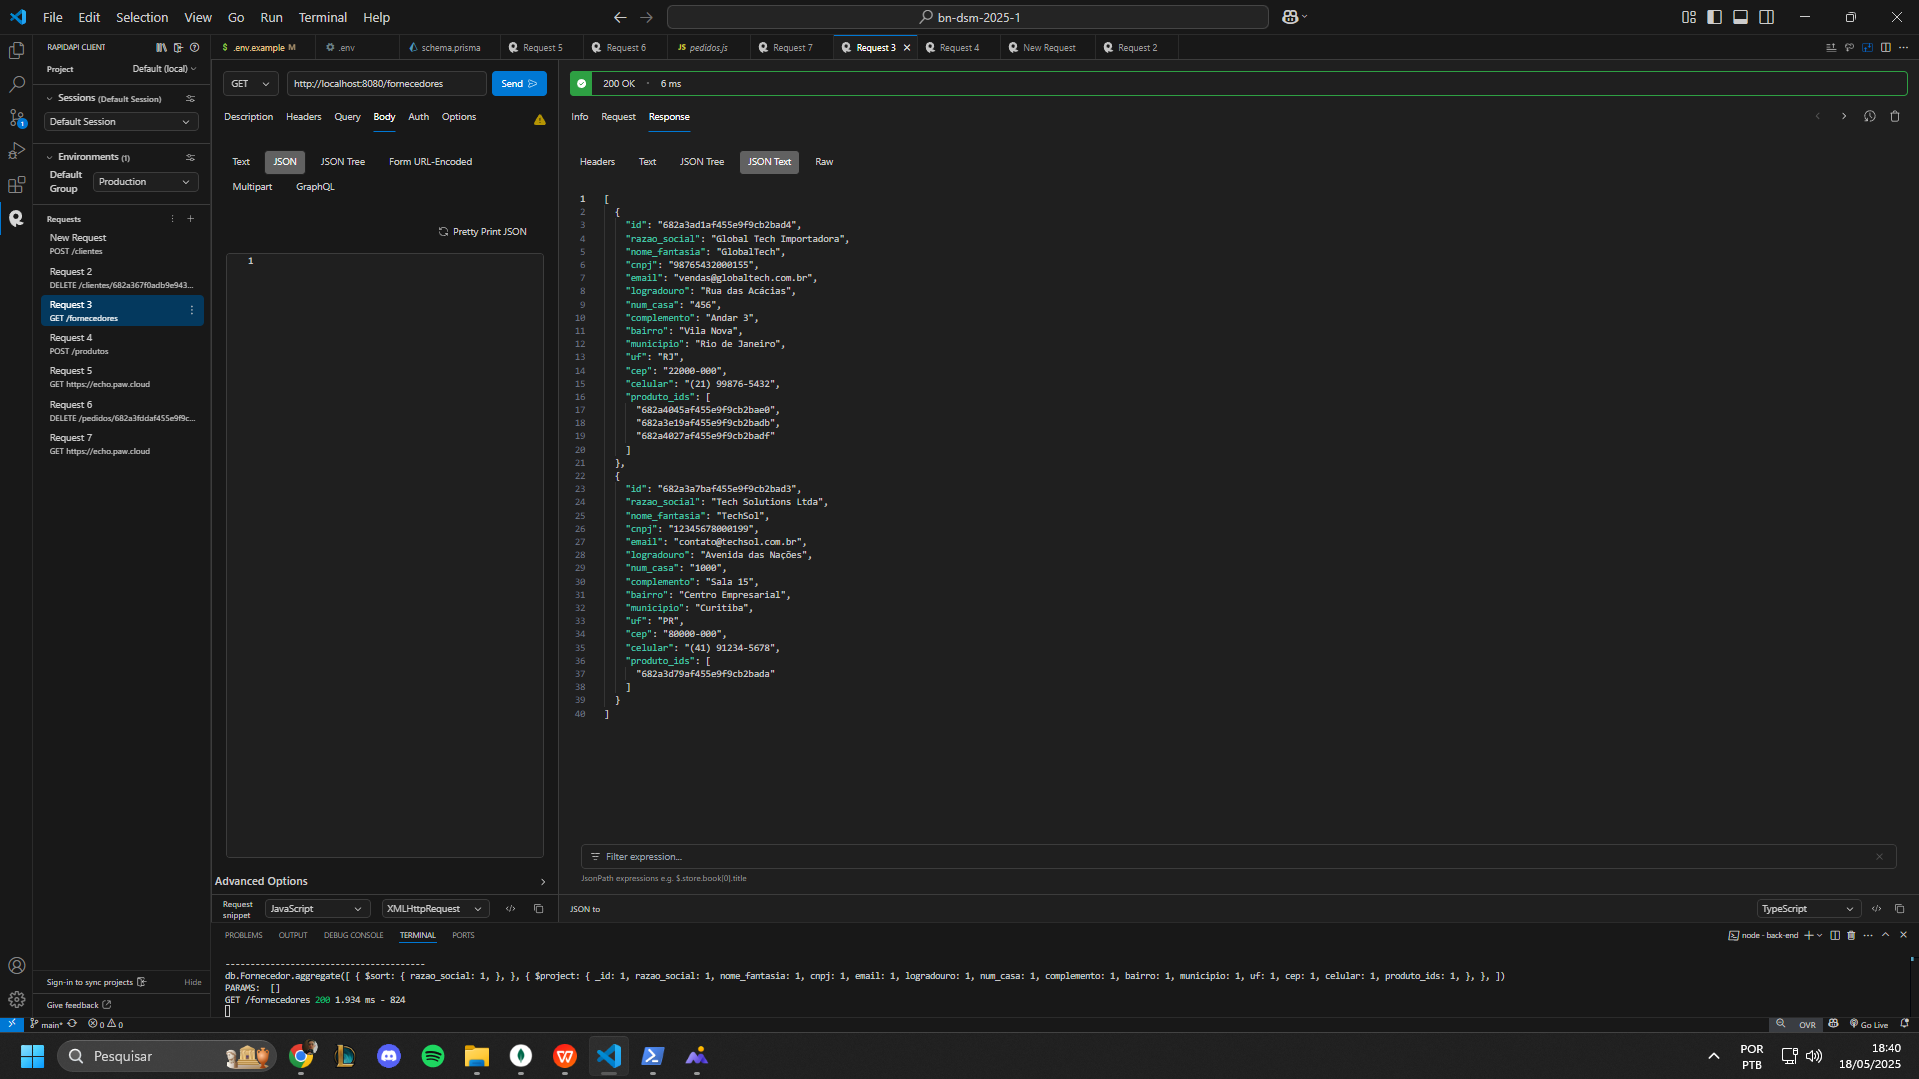 File Edit Selection View Go Run Terminal Help
bn-dsm-2025-1
RAPIDAPI CLIENT
Project Default (local)
Sessions (Default Session)
Default Session
Environments (1)
Default Group Production
Requests
New Request
POST /clientes
Request 2
DELETE /clientes/682a367f0adb9e943...
Request 3
GET /fornecedores
Request 4
POST /produtos
Request 5
GET https://echo.paw.cloud
Request 6
DELETE /pedidos/682a3fddaf455e9f9c...
Request 7
GET https://echo.paw.cloud
Sign-in to sync projects Hide
Give feedback
$ .env.example M .env schema.prisma Request 5 Request 6 JS pedidos.js Request 7 Request 3 Request 4 New Request Request 2
GET http://localhost:8080/fornecedores Send
Description Headers Query Body Auth Options
Text JSON JSON Tree Form URL-Encoded
Multipart GraphQL
Pretty Print JSON
1
Advanced Options
Request snippet JavaScript XMLHttpRequest
200 OK · 6 ms
Info Request Response
Headers Text JSON Tree JSON Text Raw
1 [
2 {
3 "id": "682a3ad1af455e9f9cb2bad4",
4 "razao_social": "Global Tech Importadora",
5 "nome_fantasia": "GlobalTech",
6 "cnpj": "98765432000155",
7 "email": "vendas@globaltech.com.br",
8 "logradouro": "Rua das Acácias",
9 "num_casa": "456",
10 "complemento": "Andar 3",
11 "bairro": "Vila Nova",
12 "municipio": "Rio de Janeiro",
13 "uf": "RJ",
14 "cep": "22000-000",
15 "celular": "(21) 99876-5432",
16 "produto_ids": [
17 "682a4045af455e9f9cb2bae0",
18 "682a3e19af455e9f9cb2badb",
19 "682a4027af455e9f9cb2badf"
20 ]
21 },
22 {
23 "id": "682a3a7baf455e9f9cb2bad3",
24 "razao_social": "Tech Solutions Ltda",
25 "nome_fantasia": "TechSol",
26 "cnpj": "12345678000199",
27 "email": "contato@techsol.com.br",
28 "logradouro": "Avenida das Nações",
29 "num_casa": "1000",
30 "complemento": "Sala 15",
31 "bairro": "Centro Empresarial",
32 "municipio": "Curitiba",
33 "uf": "PR",
34 "cep": "80000-000",
35 "celular": "(41) 91234-5678",
36 "produto_ids": [
37 "682a3d79af455e9f9cb2bada"
38 ]
39 }
40 ]
Filter expression...
JsonPath expressions e.g. $.store.book[0].title
JSON to TypeScript
PROBLEMS OUTPUT DEBUG CONSOLE TERMINAL PORTS
node - back-end
----------------------------------------
db.Fornecedor.aggregate([ { $sort: { razao_social: 1, }, }, { $project: { _id: 1, razao_social: 1, nome_fantasia: 1, cnpj: 1, email: 1, logradouro: 1, num_casa: 1, complemento: 1, bairro: 1, municipio: 1, uf: 1, cep: 1, celular: 1, produto_ids: 1, }, }, ])
PARAMS: []
GET /fornecedores 200 1.934 ms - 824
main* 0 0 OVR Go Live
Pesquisar
POR
PTB
18:40
18/05/2025